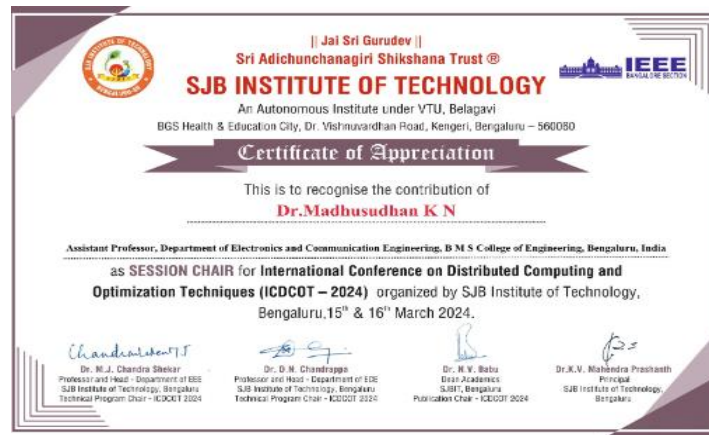 || Jai Sri Gurudev ||
Sri Adichunchanagiri Shikshana Trust ®
SJB INSTITUTE OF TECHNOLOGY
An Autonomous Institute under VTU, Belagavi
BGS Health & Education City, Dr. Vishnuvardhan Road, Kengeri, Bengaluru – 560060
SJB INSTITUTE OF TECHNOLOGY
IEEE
BANGALORE SECTION
Certificate of Appreciation
This is to recognise the contribution of
Dr.Madhusudhan K N
Assistant Professor, Department of Electronics and Communication Engineering, B M S College of Engineering, Bengaluru, India
as SESSION CHAIR for International Conference on Distributed Computing and
Optimization Techniques (ICDCOT – 2024) organized by SJB Institute of Technology,
Bengaluru,15th & 16th March 2024.
Dr. M.J. Chandra Shekar
Professor and Head - Department of EEE
SJB Institute of Technology, Bengaluru
Technical Program Chair - ICDCOT 2024
Dr. D.N. Chandrappa
Professor and Head - Department of ECE
SJB Institute of Technology, Bengaluru
Technical Program Chair - ICDCOT 2024
Dr. N.V. Babu
Dean Academics
SJBIT, Bengaluru
Publication Chair - ICDCOT 2024
Dr.K.V. Mahendra Prashanth
Principal
SJB Institute of Technology,
Bengaluru